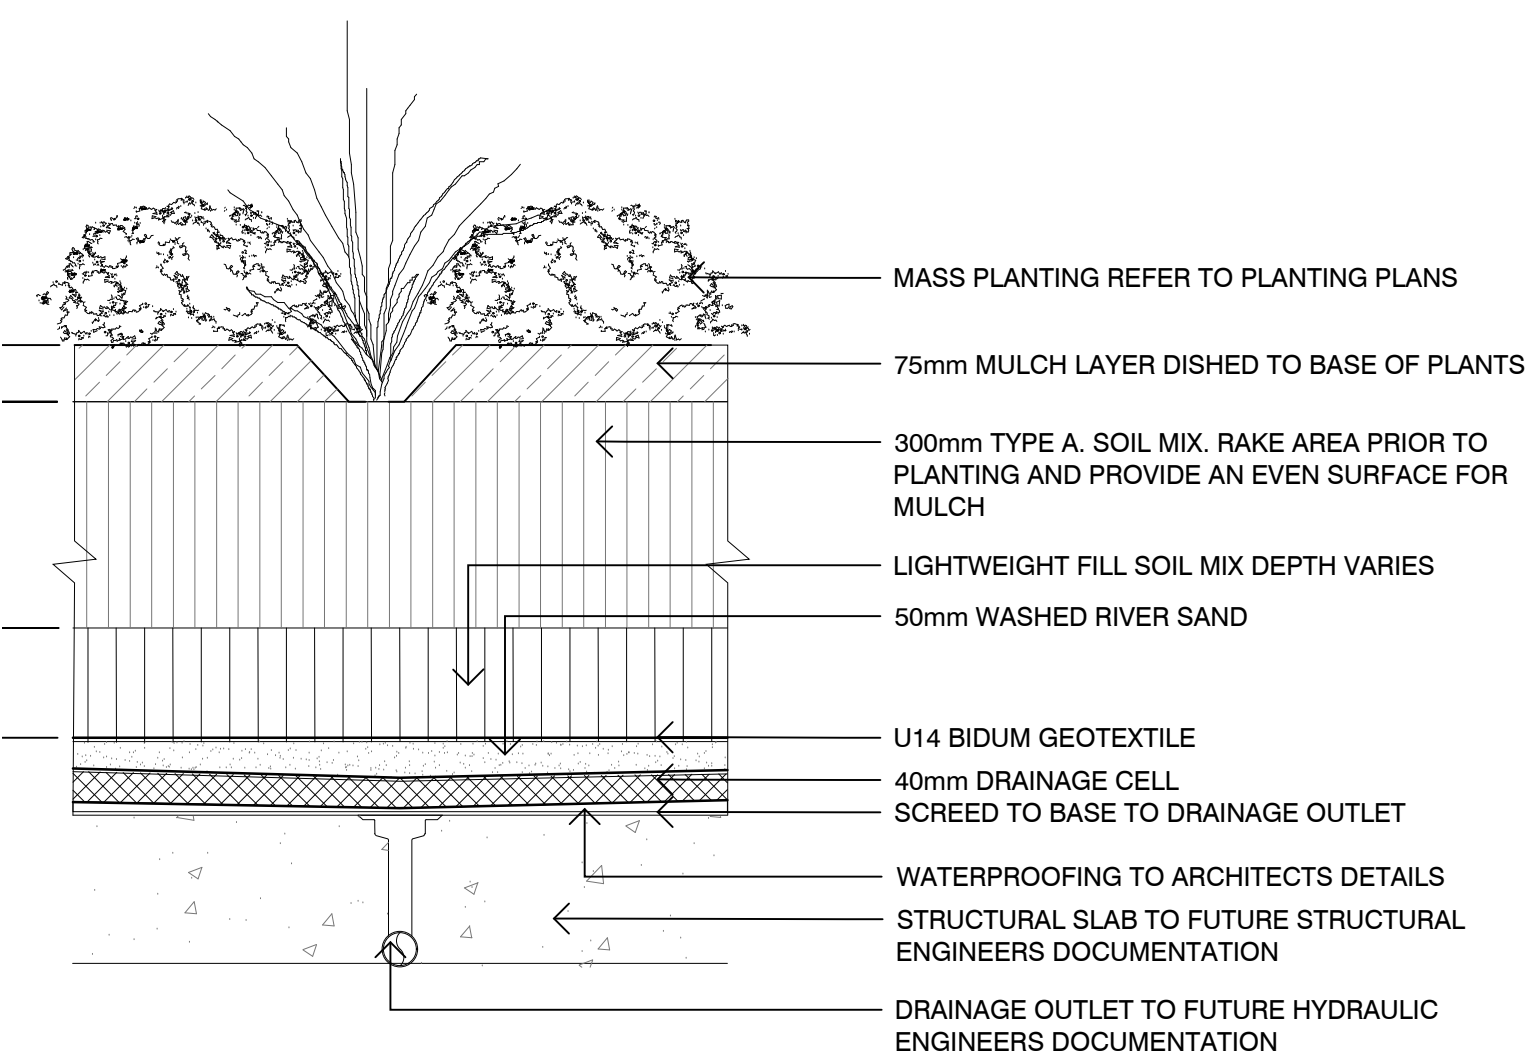 MASS PLANTING REFER TO PLANTING PLANS
75mm MULCH LAYER DISHED TO BASE OF PLANTS
300mm TYPE A. SOIL MIX. RAKE AREA PRIOR TO
PLANTING AND PROVIDE AN EVEN SURFACE FOR
MULCH
LIGHTWEIGHT FILL SOIL MIX DEPTH VARIES
50mm WASHED RIVER SAND
U14 BIDUM GEOTEXTILE
40mm DRAINAGE CELL
SCREED TO BASE TO DRAINAGE OUTLET
WATERPROOFING TO ARCHITECTS DETAILS
STRUCTURAL SLAB TO FUTURE STRUCTURAL
ENGINEERS DOCUMENTATION
DRAINAGE OUTLET TO FUTURE HYDRAULIC
ENGINEERS DOCUMENTATION